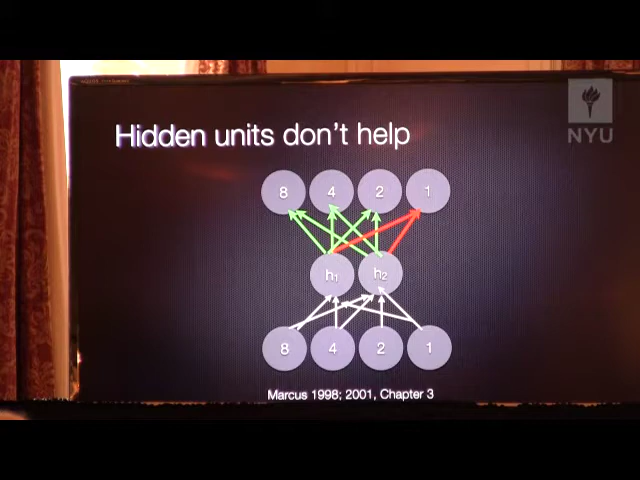 NYU
Hidden units don't help
8 4 2 1
h₁ h₂
8 4 2 1
Marcus 1998; 2001, Chapter 3